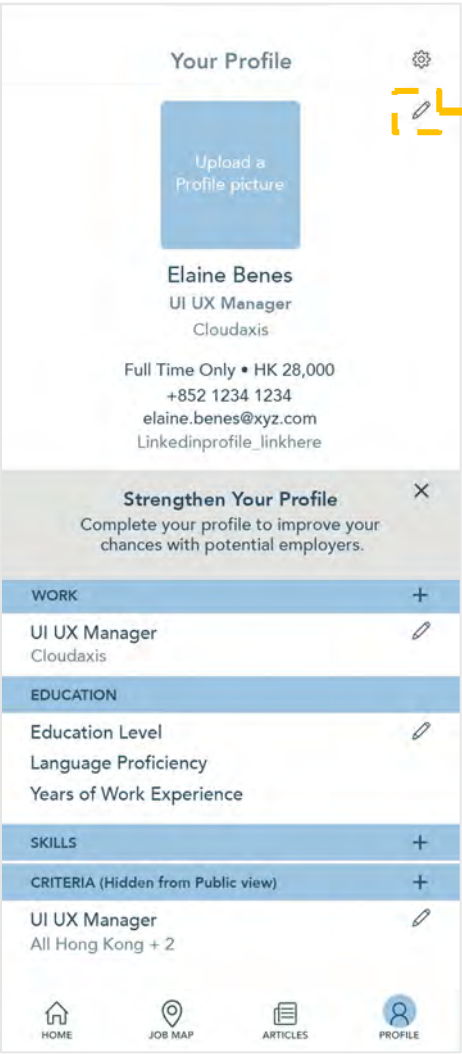 Your Profile
Upload a
Profile picture
Elaine Benes
UI UX Manager
Cloudaxis
Full Time Only • HK 28,000
+852 1234 1234
elaine.benes@xyz.com
Linkedinprofile_linkhere
Strengthen Your Profile
Complete your profile to improve your
chances with potential employers.
WORK
UI UX Manager
Cloudaxis
EDUCATION
Education Level
Language Proficiency
Years of Work Experience
SKILLS
CRITERIA (Hidden from Public view)
UI UX Manager
All Hong Kong + 2
HOME JOB MAP ARTICLES PROFILE